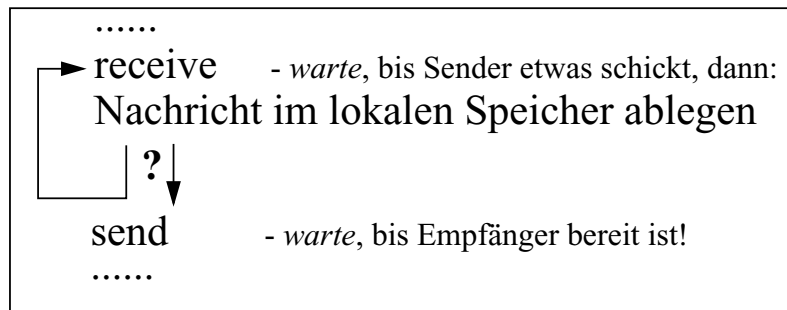 ......
receive - warte, bis Sender etwas schickt, dann:
Nachricht im lokalen Speicher ablegen
?
send - warte, bis Empfänger bereit ist!
......